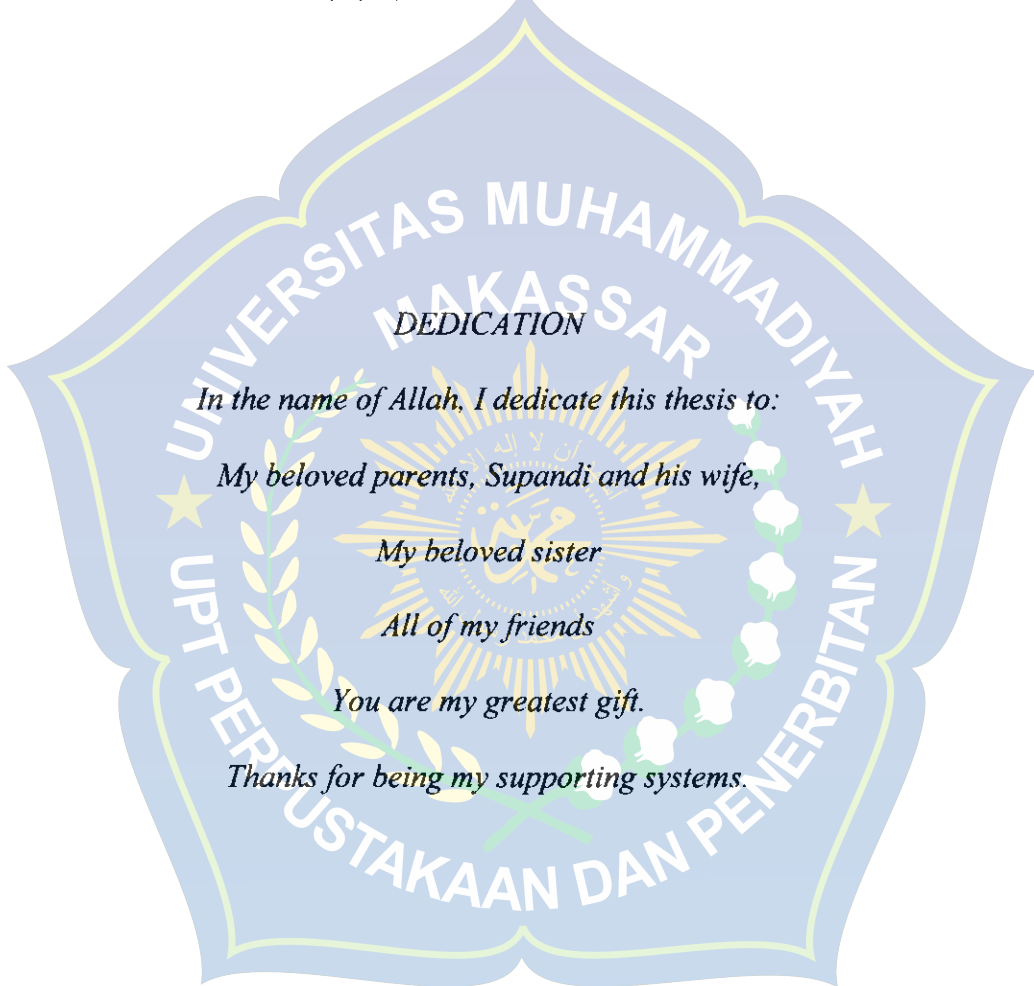 UNIVERSITAS MUHAMMADIYAH
MAKASSAR
DEDICATION
In the name of Allah, I dedicate this thesis to:
My beloved parents, Supandi and his wife,
My beloved sister
All of my friends
You are my greatest gift.
Thanks for being my supporting systems.
UPT PERPUSTAKAAN DAN PENERBITAN